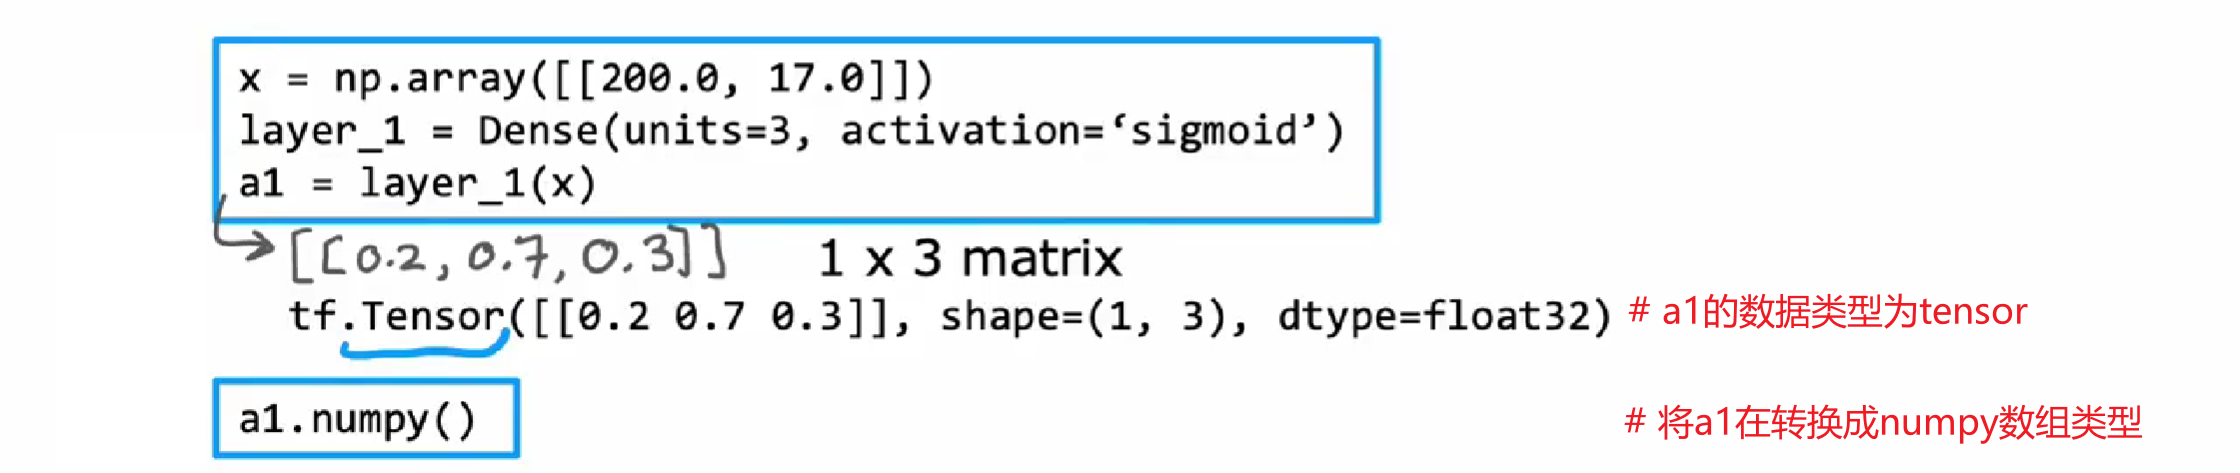 x = np.array([[200.0, 17.0]])
layer_1 = Dense(units=3, activation=‘sigmoid’)
a1 = layer_1(x)
[[0.2, 0.7, 0.3]] 1 x 3 matrix
tf.Tensor([[0.2 0.7 0.3]], shape=(1, 3), dtype=float32) # a1的数据类型为tensor
a1.numpy() # 将a1在转换成numpy数组类型